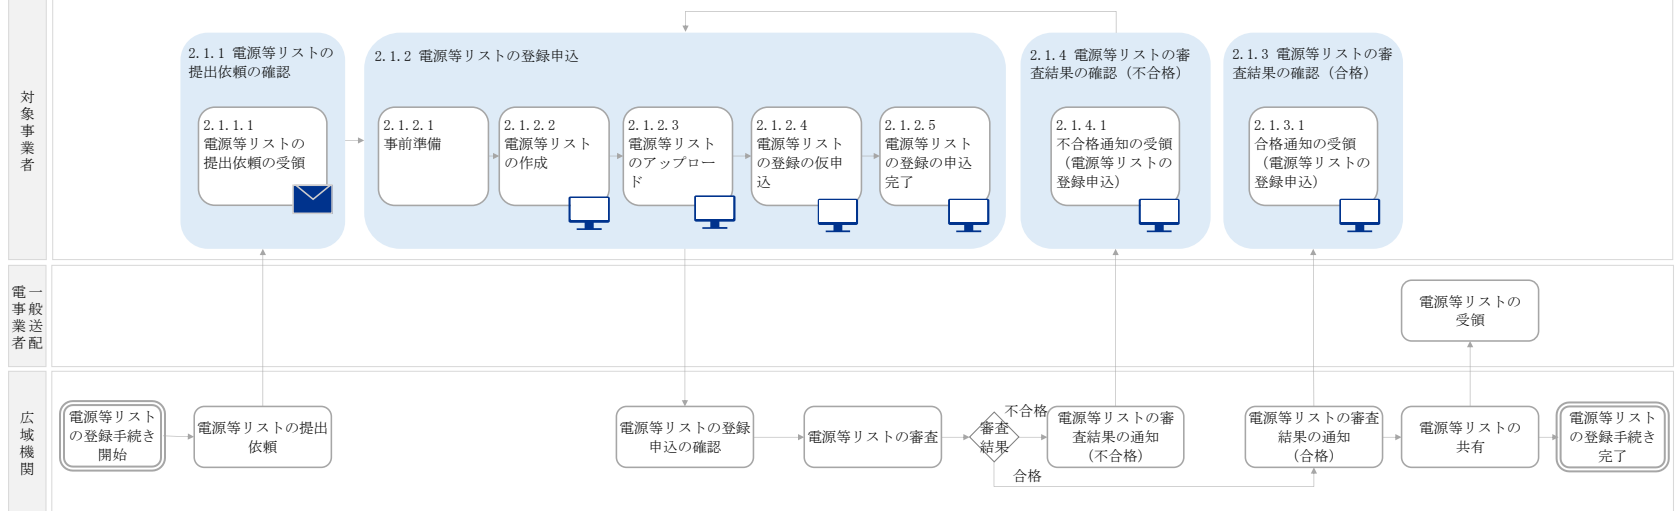 対象事業者
2.1.1 電源等リストの
提出依頼の確認
2.1.1.1
電源等リストの
提出依頼の受領
2.1.2 電源等リストの登録申込
2.1.2.1
事前準備
2.1.2.2
電源等リスト
の作成
2.1.2.3
電源等リスト
のアップロー
ド
2.1.2.4
電源等リスト
の登録の仮申
込
2.1.2.5
電源等リスト
の登録の申込
完了
2.1.4 電源等リストの審
査結果の確認（不合格）
2.1.4.1
不合格通知の受領
（電源等リストの
登録申込）
2.1.3 電源等リストの審
査結果の確認（合格）
2.1.3.1
合格通知の受領
（電源等リストの
登録申込）
一般送配
電事業者
電源等リストの
受領
広域機関
電源等リスト
の登録手続き
開始
電源等リストの提出
依頼
電源等リストの登録
申込の確認
電源等リストの審査
審査
結果
不合格
合格
電源等リストの審
査結果の通知
（不合格）
電源等リストの審査
結果の通知
（合格）
電源等リストの
共有
電源等リスト
の登録手続き
完了